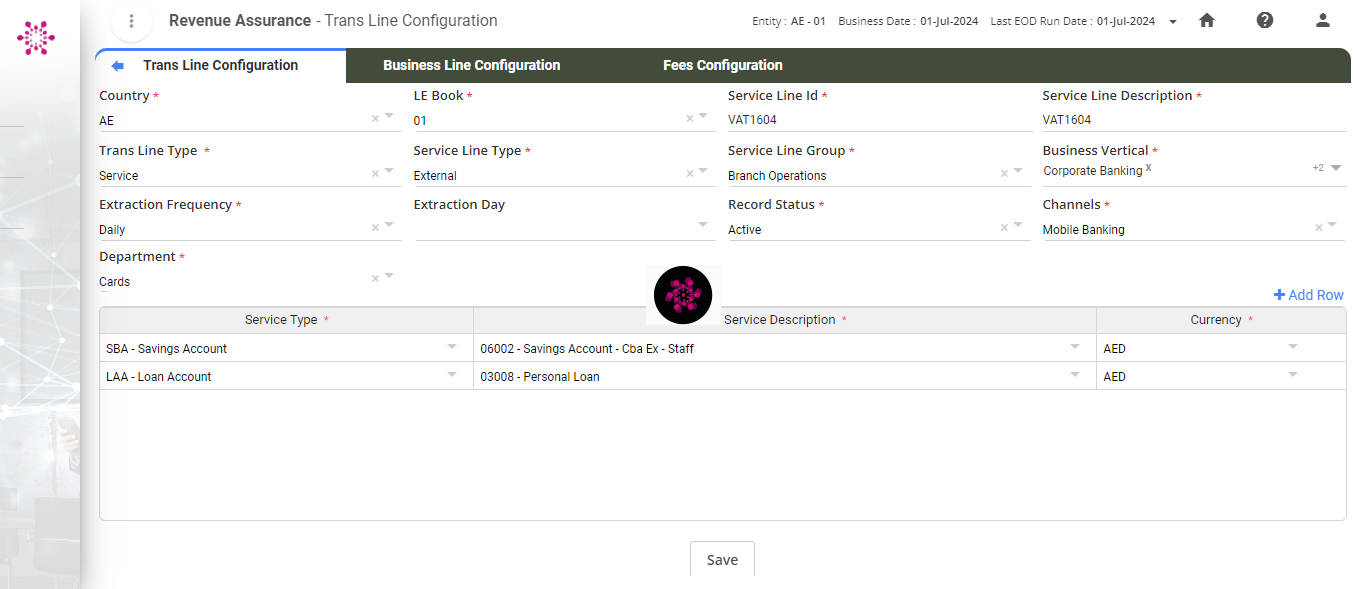 Revenue Assurance - Trans Line Configuration
Entity : AE - 01 Business Date : 01-Jul-2024 Last EOD Run Date : 01-Jul-2024
Trans Line Configuration Business Line Configuration Fees Configuration
Country * LE Book * Service Line Id * Service Line Description *
AE × 01 × VAT1604 VAT1604
Trans Line Type * Service Line Type * Service Line Group * Business Vertical *
Service × External × Branch Operations × Corporate Banking x +2
Extraction Frequency * Extraction Day Record Status * Channels *
Daily × Active × Mobile Banking ×
Department *
Cards ×
+ Add Row
Service Type * Service Description * Currency *
SBA - Savings Account 06002 - Savings Account - Cba Ex - Staff AED
LAA - Loan Account 03008 - Personal Loan AED
Save